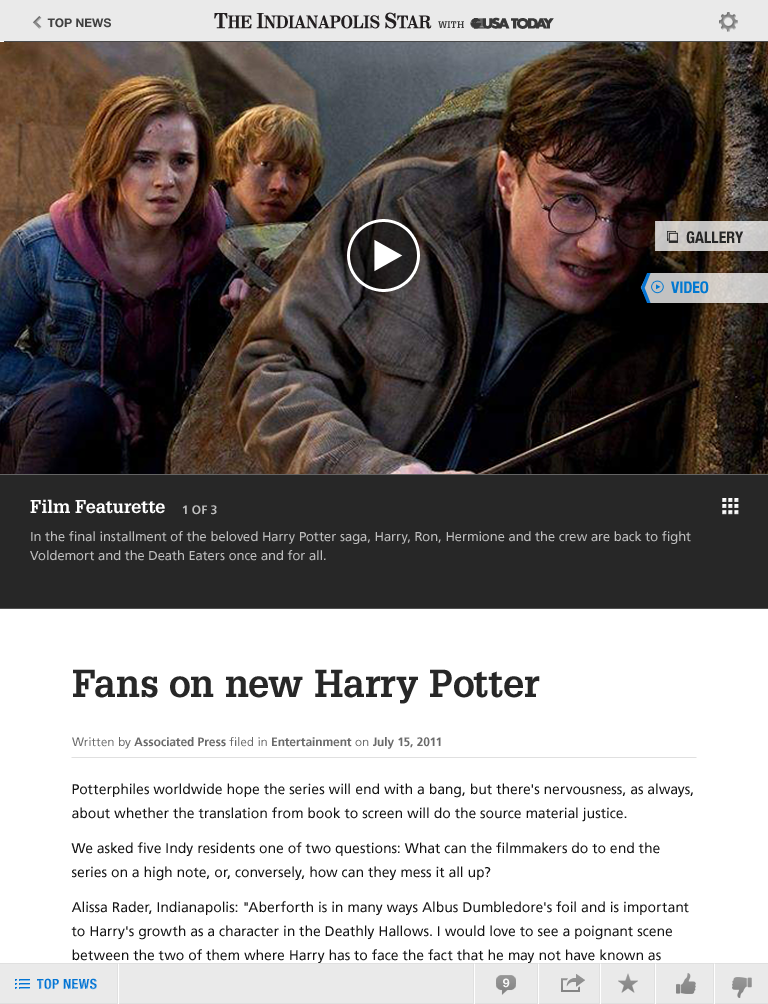 TOP NEWS
THE INDIANAPOLIS STAR WITH USA TODAY
GALLERY
VIDEO
Film Featurette 1 OF 3
In the final installment of the beloved Harry Potter saga, Harry, Ron, Hermione and the crew are back to fight
Voldemort and the Death Eaters once and for all.
Fans on new Harry Potter
Written by Associated Press filed in Entertainment on July 15, 2011
Potterphiles worldwide hope the series will end with a bang, but there's nervousness, as always,
about whether the translation from book to screen will do the source material justice.
We asked five Indy residents one of two questions: What can the filmmakers do to end the
series on a high note, or, conversely, how can they mess it all up?
Alissa Rader, Indianapolis: "Aberforth is in many ways Albus Dumbledore's foil and is important
to Harry's growth as a character in the Deathly Hallows. I would love to see a poignant scene
between the two of them where Harry has to face the fact that he may not have known as
TOP NEWS
9